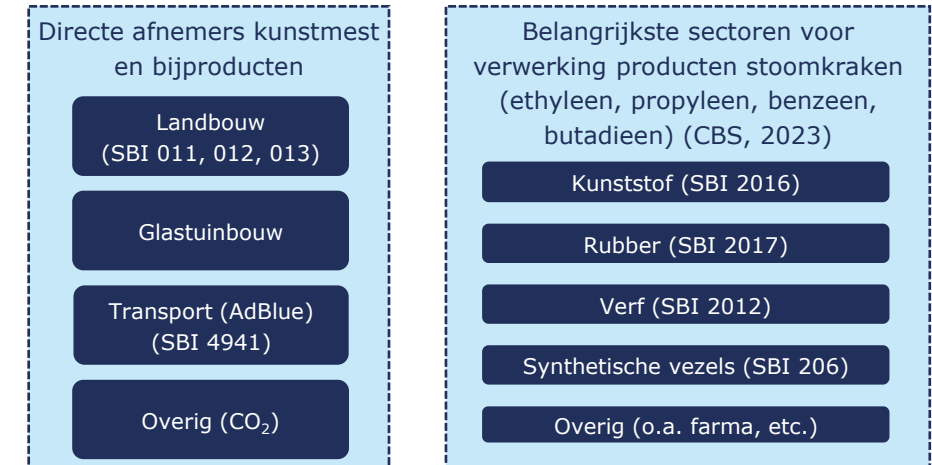 Directe afnemers kunstmest
en bijproducten
Landbouw
(SBI 011, 012, 013)
Glastuinbouw
Transport (AdBlue)
(SBI 4941)
Overig (CO₂)
Belangrijkste sectoren voor
verwerking producten stoomkraken
(ethyleen, propyleen, benzeen,
butadieen) (CBS, 2023)
Kunststof (SBI 2016)
Rubber (SBI 2017)
Verf (SBI 2012)
Synthetische vezels (SBI 206)
Overig (o.a. farma, etc.)